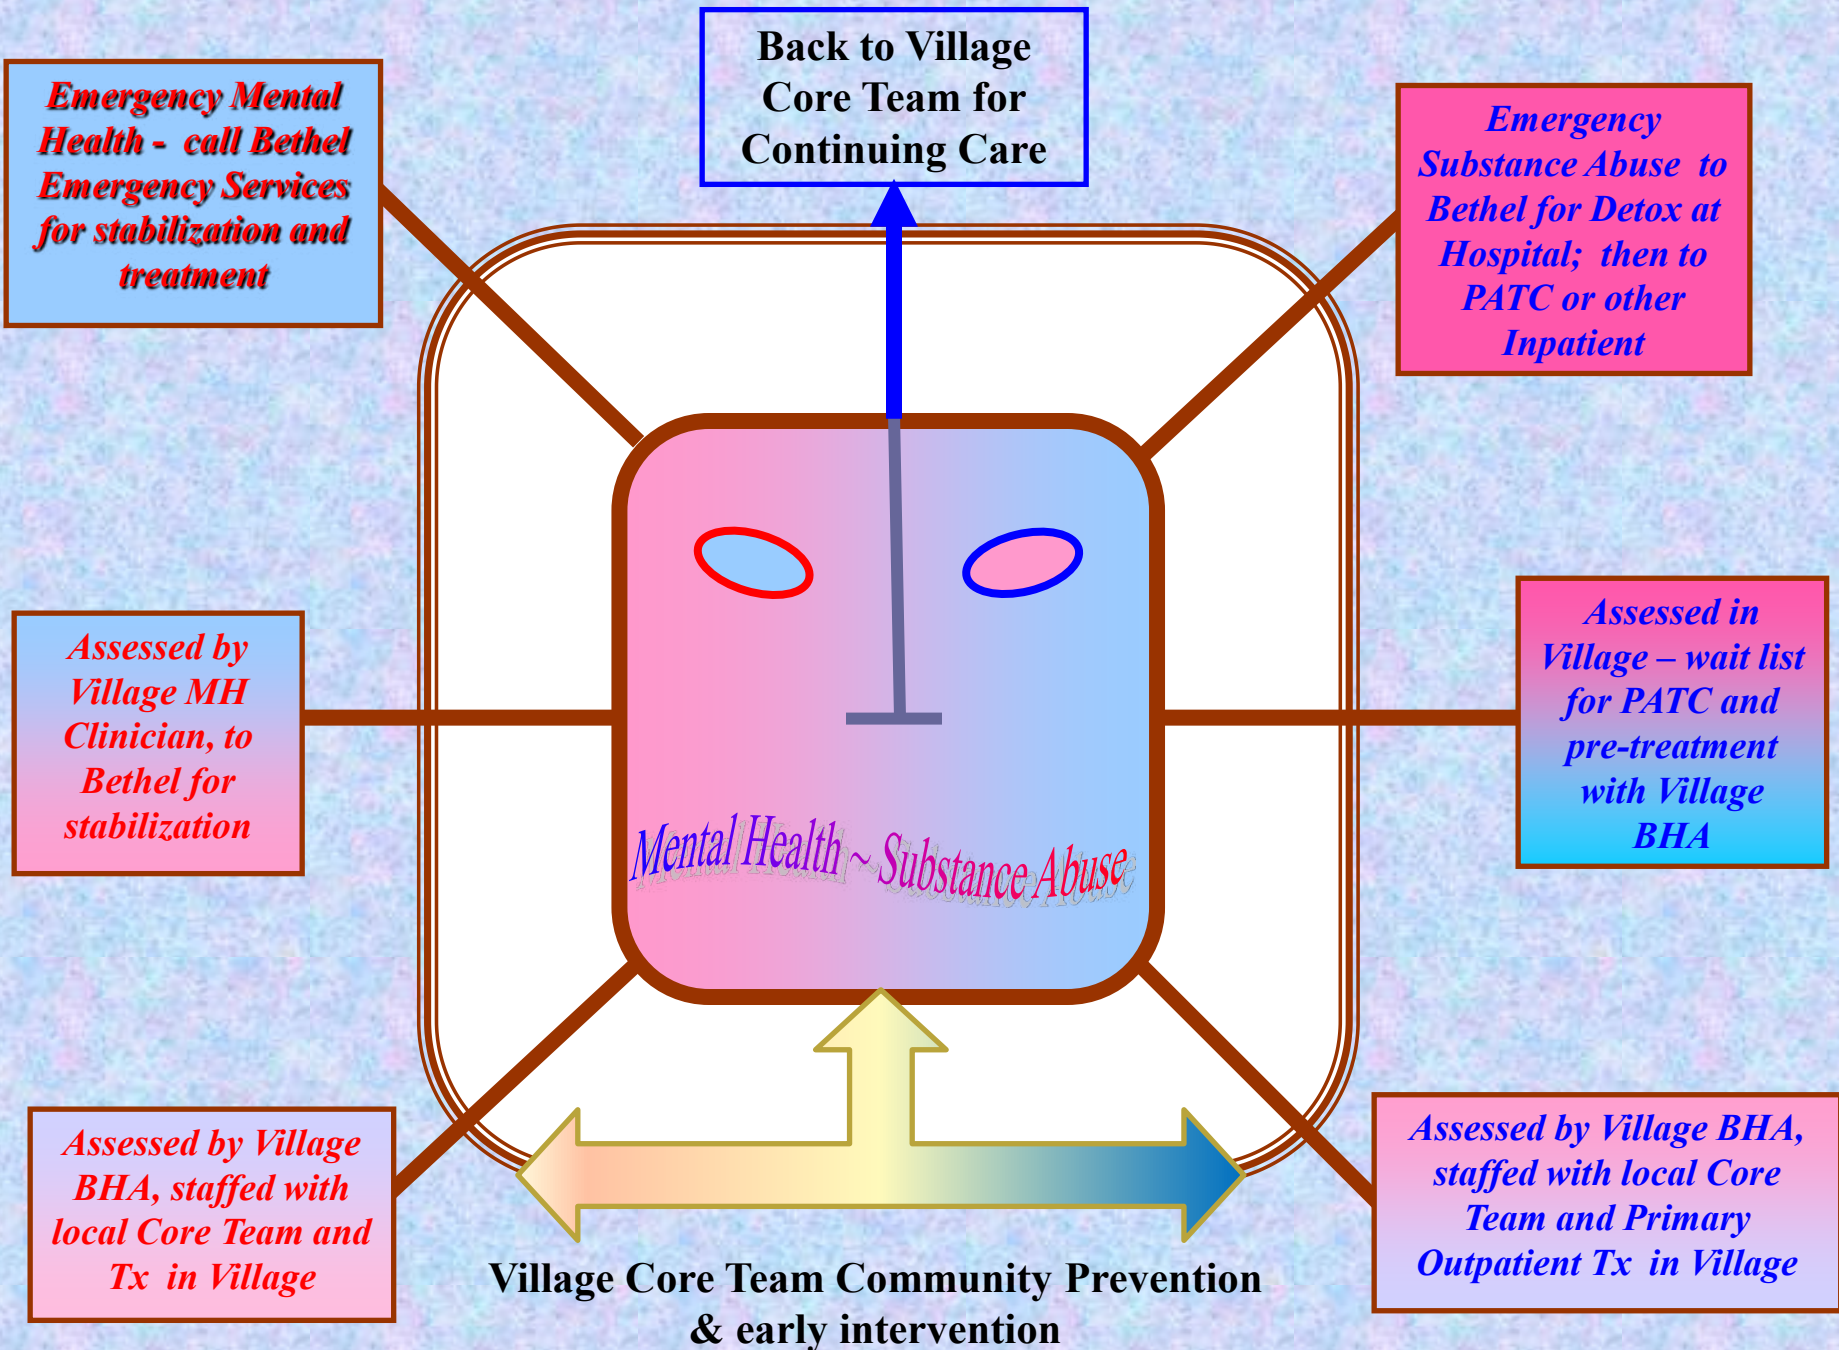 Back to Village
Core Team for
Continuing Care
Emergency Mental
Health - call Bethel
Emergency Services
for stabilization and
treatment
Emergency
Substance Abuse to
Bethel for Detox at
Hospital; then to
PATC or other
Inpatient
Assessed by
Village MH
Clinician, to
Bethel for
stabilization
Assessed in
Village – wait list
for PATC and
pre-treatment
with Village
BHA
Mental Health ~ Substance Abuse
Assessed by Village
BHA, staffed with
local Core Team and
Tx in Village
Assessed by Village BHA,
staffed with local Core
Team and Primary
Outpatient Tx in Village
Village Core Team Community Prevention
& early intervention